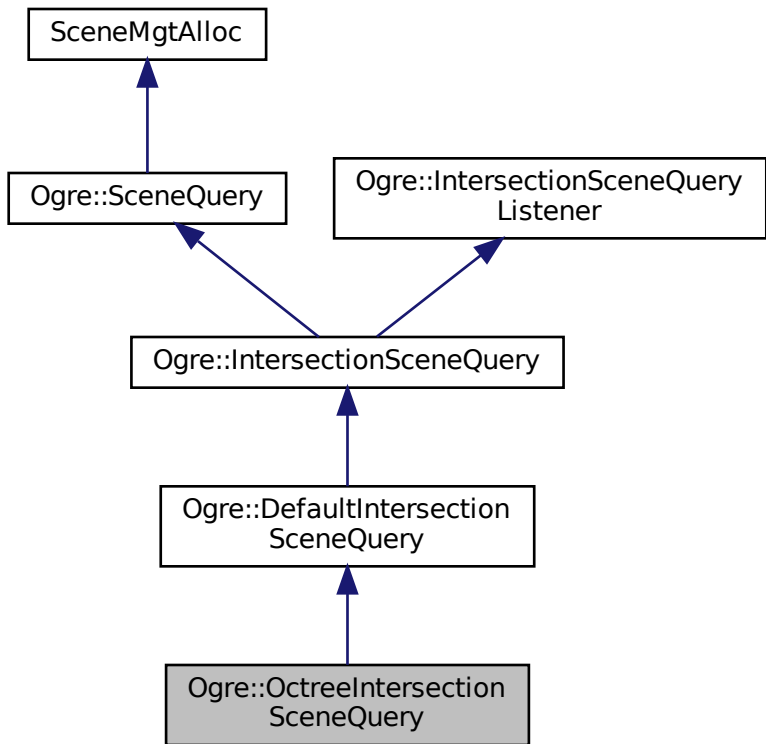 SceneMgtAlloc
Ogre::SceneQuery
Ogre::IntersectionSceneQuery
Listener
Ogre::IntersectionSceneQuery
Ogre::DefaultIntersection
SceneQuery
Ogre::OctreeIntersection
SceneQuery